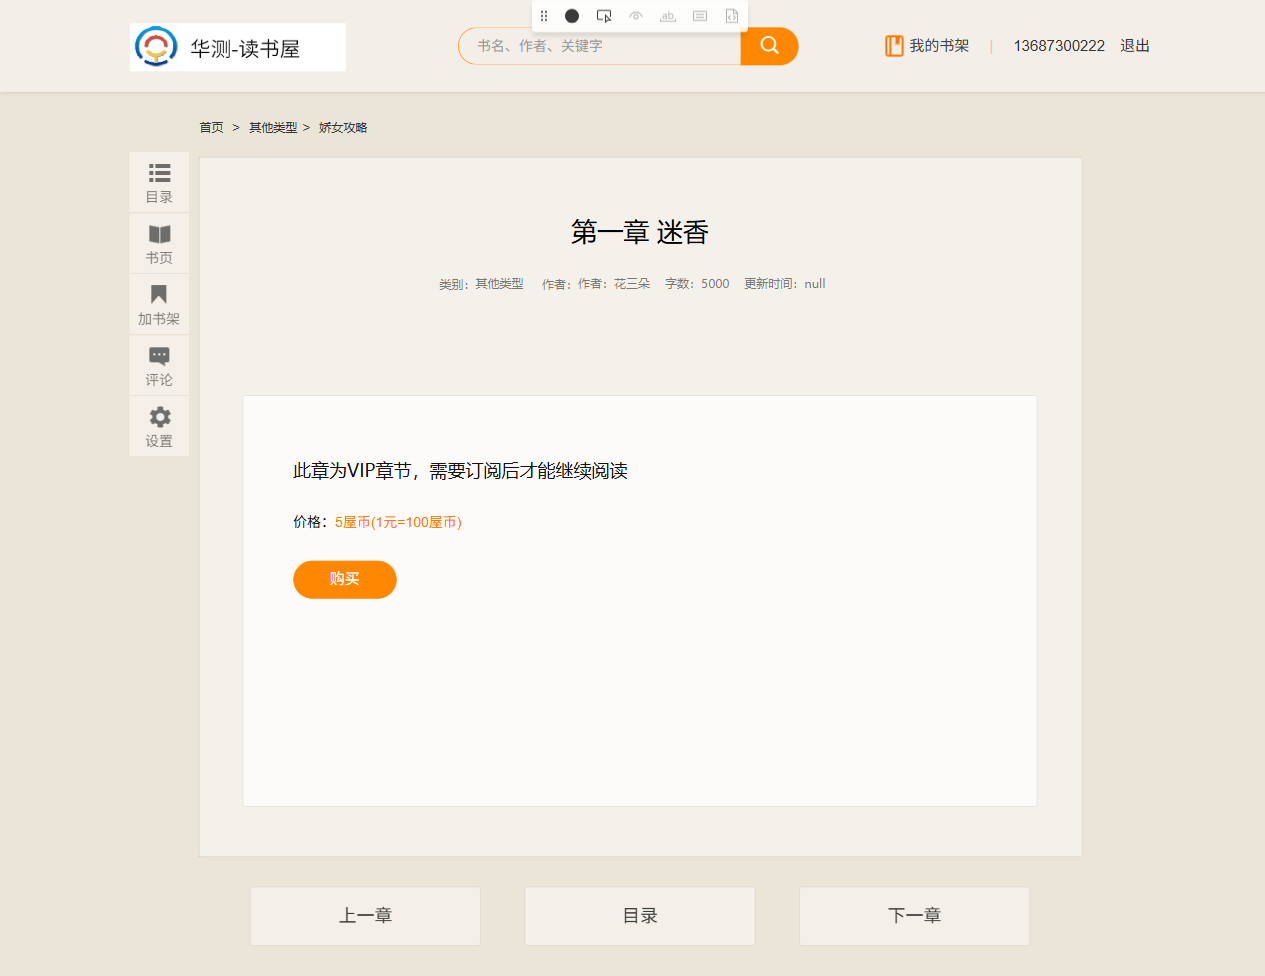 华测-读书屋
ab
书名、作者、关键字
我的书架 | 13687300222 退出
首页 > 其他类型 > 娇女攻略
目录
书页
加书架
评论
设置
第一章 迷香
类别：其他类型 作者：作者：花三朵 字数：5000 更新时间：null
此章为VIP章节，需要订阅后才能继续阅读
价格：5屋币(1元=100屋币)
购买
上一章 目录 下一章